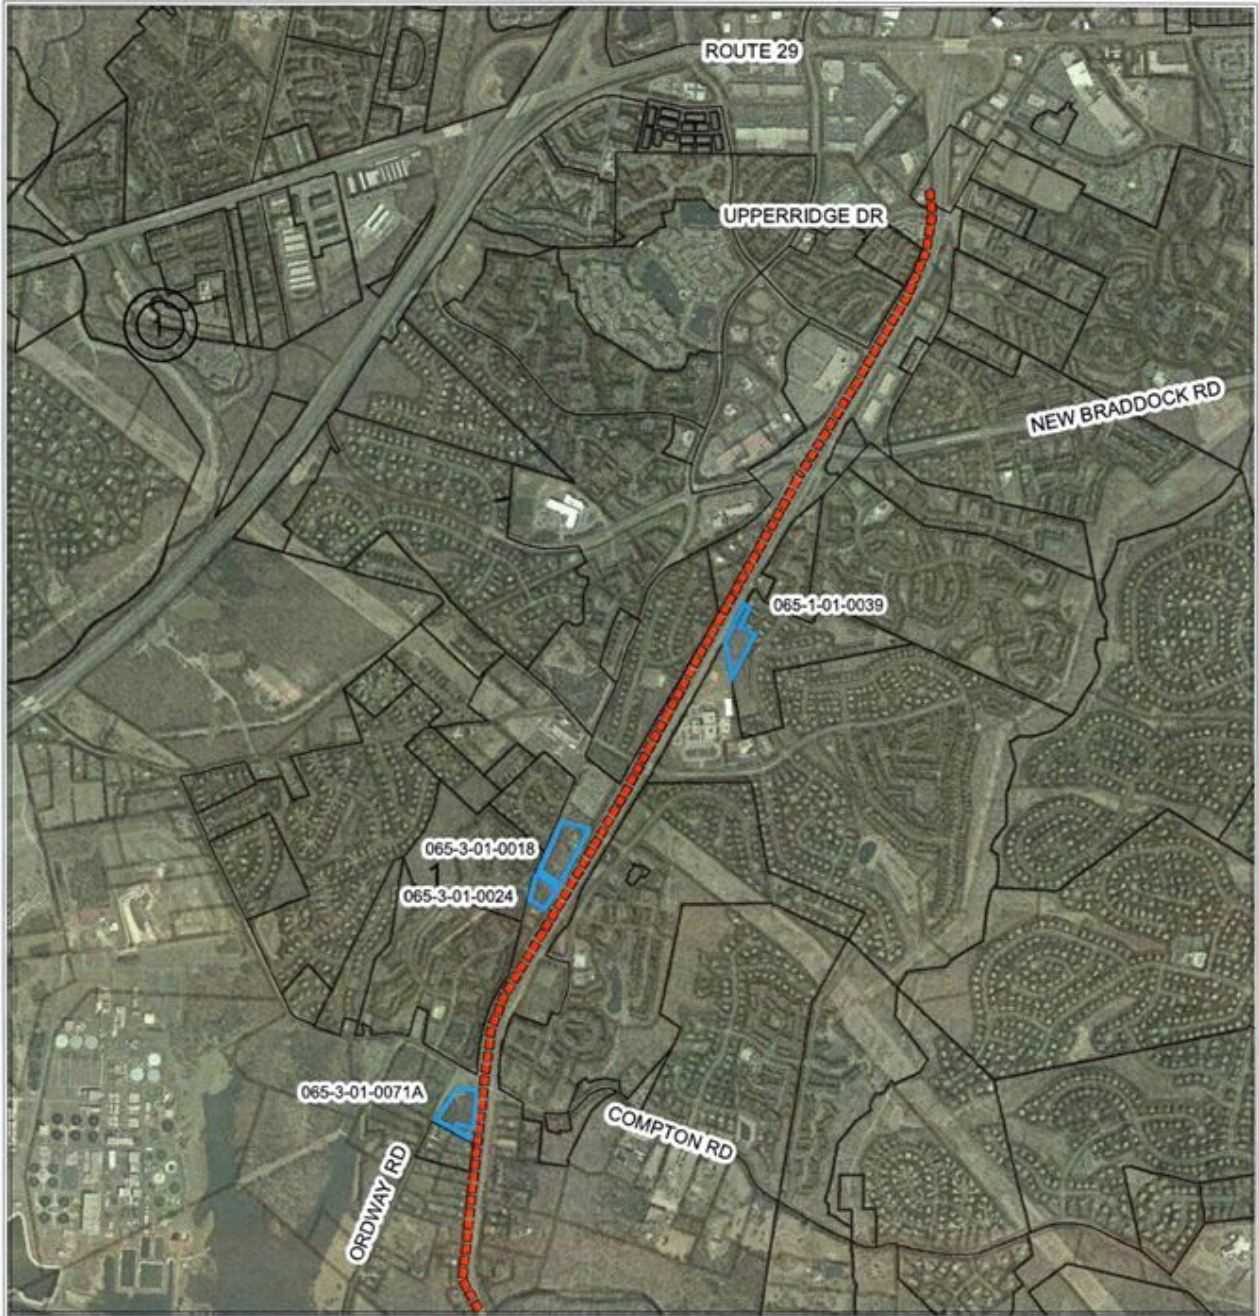 ROUTE 29
UPPERRIDGE DR
NEW BRADDOCK RD
065-1-01-0039
065-3-01-0018
1
065-3-01-0024
065-3-01-0071A
COMPTON RD
ORDWAY RD